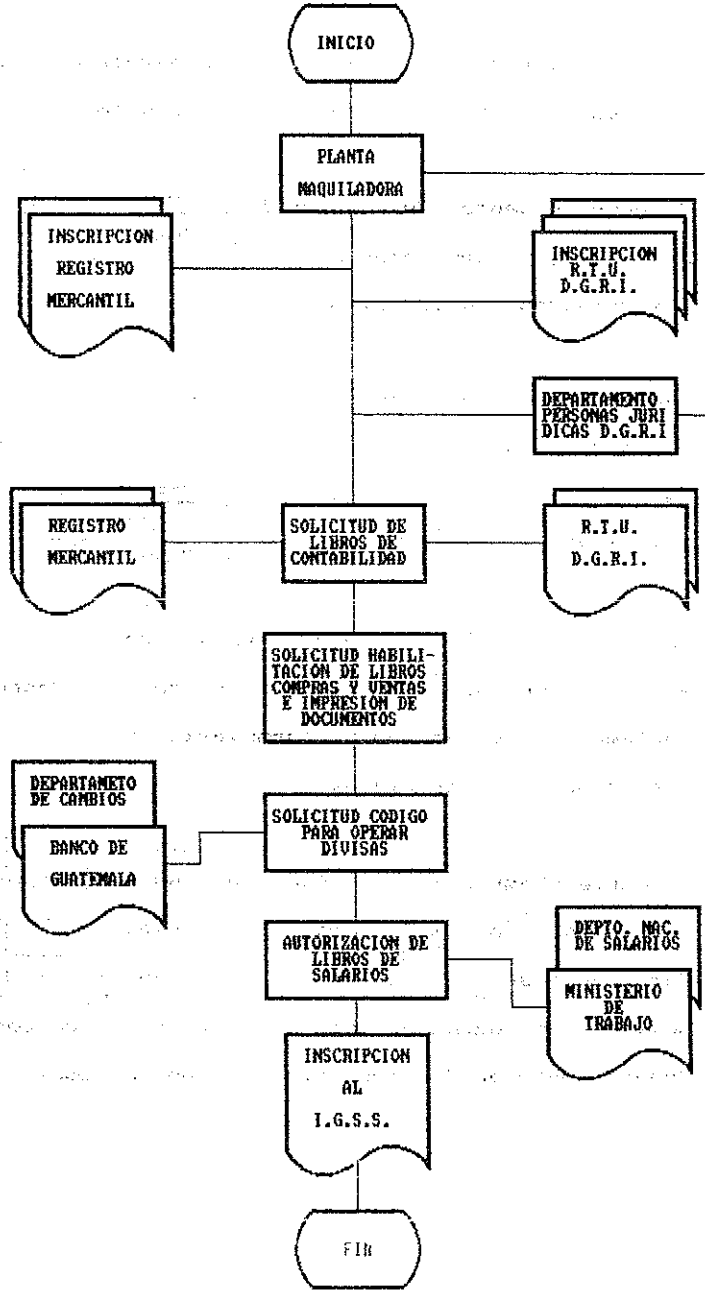 INICIO
PLANTA
MAQUILADORA
INSCRIPCION
REGISTRO
MERCANTIL
INSCRIPCION
R.T.U.
D.G.R.I.
DEPARTAMENTO
PERSONAS JURI
DICAS D.G.R.I
REGISTRO
MERCANTIL
SOLICITUD DE
LIBROS DE
CONTABILIDAD
R.T.U.
D.G.R.I.
SOLICITUD HABILI-
TACION DE LIBROS
COMPRAS Y VENTAS
E IMPRESION DE
DOCUMENTOS
DEPARTAMETO
DE CAMBIOS
BANCO DE
GUATEMALA
SOLICITUD CODIGO
PARA OPERAR
DIVISAS
AUTORIZACION DE
LIBROS DE
SALARIOS
DEPTO. NAC.
DE SALARIOS
MINISTERIO
DE
TRABAJO
INSCRIPCION
AL
I.G.S.S.
FIN